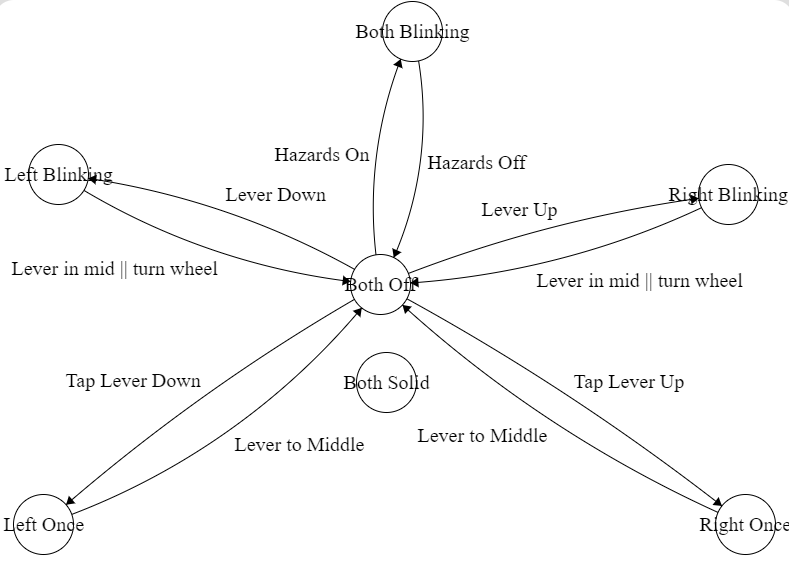 Both Blinking
Hazards On
Hazards Off
Left Blinking
Lever Down
Right Blinking
Lever Up
Lever in mid || turn wheel
Lever in mid || turn wheel
Both Off
Tap Lever Down
Both Solid
Tap Lever Up
Lever to Middle
Lever to Middle
Left Once
Right Once